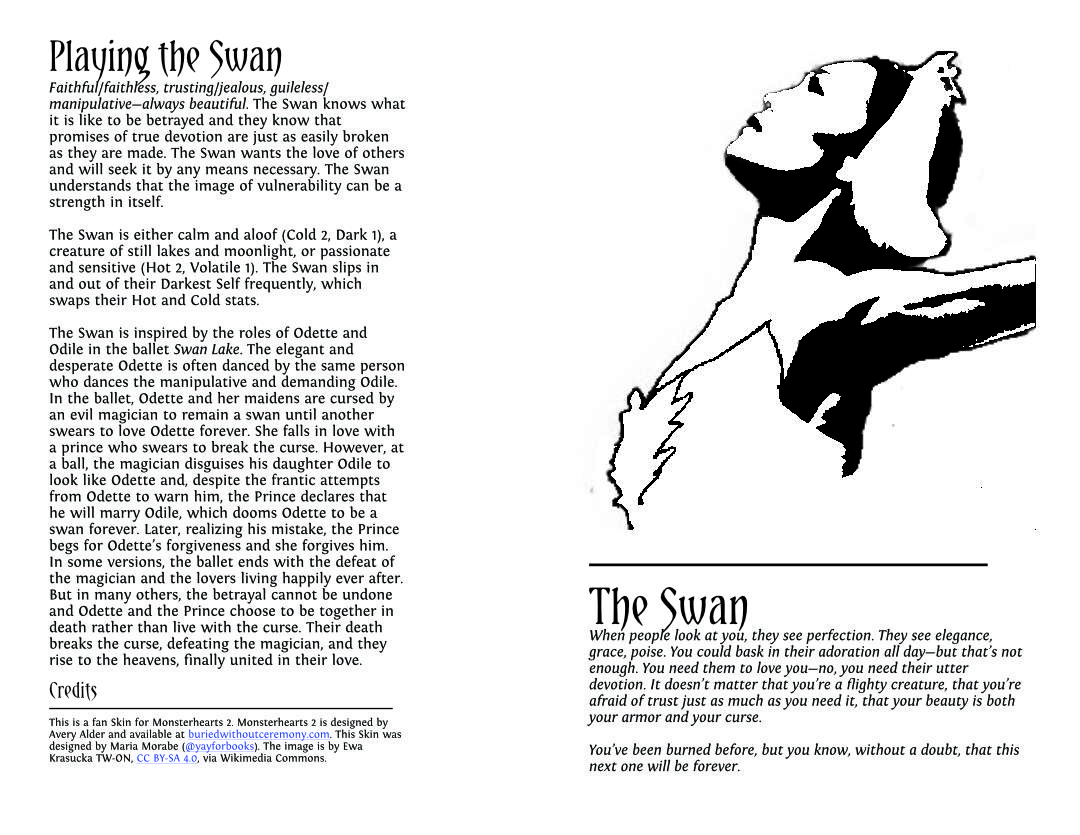 Playing the Swan
Faithful/faithless, trusting/jealous, guileless/
manipulative—always beautiful. The Swan knows what
it is like to be betrayed and they know that
promises of true devotion are just as easily broken
as they are made. The Swan wants the love of others
and will seek it by any means necessary. The Swan
understands that the image of vulnerability can be a
strength in itself.
The Swan is either calm and aloof (Cold 2, Dark 1), a
creature of still lakes and moonlight, or passionate
and sensitive (Hot 2, Volatile 1). The Swan slips in
and out of their Darkest Self frequently, which
swaps their Hot and Cold stats.
The Swan is inspired by the roles of Odette and
Odile in the ballet Swan Lake. The elegant and
desperate Odette is often danced by the same person
who dances the manipulative and demanding Odile.
In the ballet, Odette and her maidens are cursed by
an evil magician to remain a swan until another
swears to love Odette forever. She falls in love with
a prince who swears to break the curse. However, at
a ball, the magician disguises his daughter Odile to
look like Odette and, despite the frantic attempts
from Odette to warn him, the Prince declares that
he will marry Odile, which dooms Odette to be a
swan forever. Later, realizing his mistake, the Prince
begs for Odette's forgiveness and she forgives him.
In some versions, the ballet ends with the defeat of
the magician and the lovers living happily ever after.
But in many others, the betrayal cannot be undone
and Odette and the Prince choose to be together in
death rather than live with the curse. Their death
breaks the curse, defeating the magician, and they
rise to the heavens, finally united in their love.
Credits
This is a fan Skin for Monsterhearts 2. Monsterhearts 2 is designed by
Avery Alder and available at buriedwithoutceremony.com. This Skin was
designed by Maria Morabe (@yayforbooks). The image is by Ewa
Krasucka TW-ON, CC BY-SA 4.0, via Wikimedia Commons.
The Swan
When people look at you, they see perfection. They see elegance,
grace, poise. You could bask in their adoration all day—but that's not
enough. You need them to love you—no, you need their utter
devotion. It doesn't matter that you're a flighty creature, that you're
afraid of trust just as much as you need it, that your beauty is both
your armor and your curse.
You've been burned before, but you know, without a doubt, that this
next one will be forever.